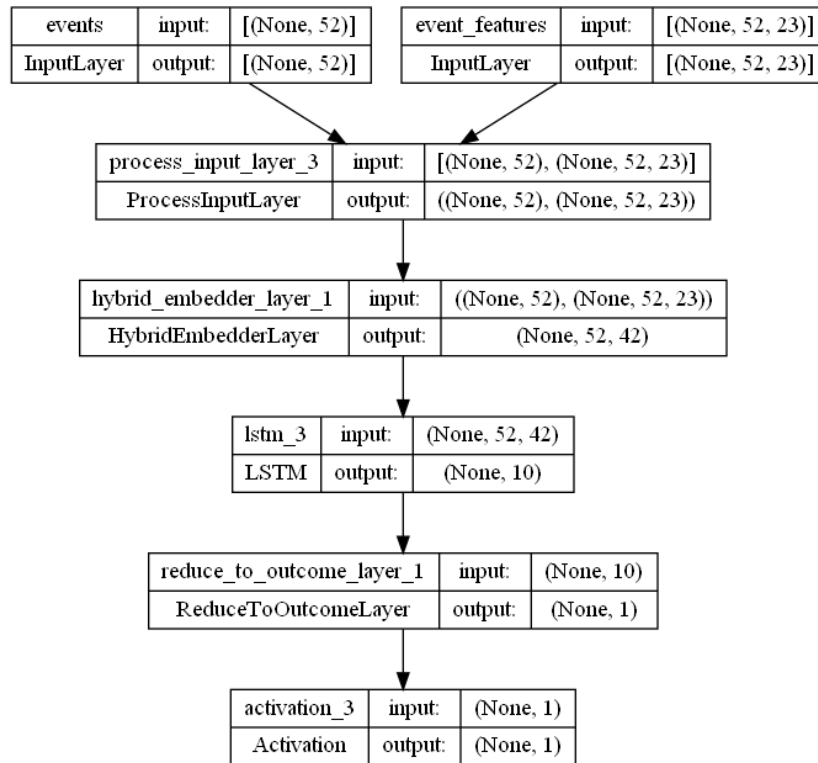 events input: [(None, 52)]
InputLayer output: [(None, 52)]
event_features input: [(None, 52, 23)]
InputLayer output: [(None, 52, 23)]
process_input_layer_3 input: [(None, 52), (None, 52, 23)]
ProcessInputLayer output: ((None, 52), (None, 52, 23))
hybrid_embedder_layer_1 input: ((None, 52), (None, 52, 23))
HybridEmbedderLayer output: (None, 52, 42)
lstm_3 input: (None, 52, 42)
LSTM output: (None, 10)
reduce_to_outcome_layer_1 input: (None, 10)
ReduceToOutcomeLayer output: (None, 1)
activation_3 input: (None, 1)
Activation output: (None, 1)